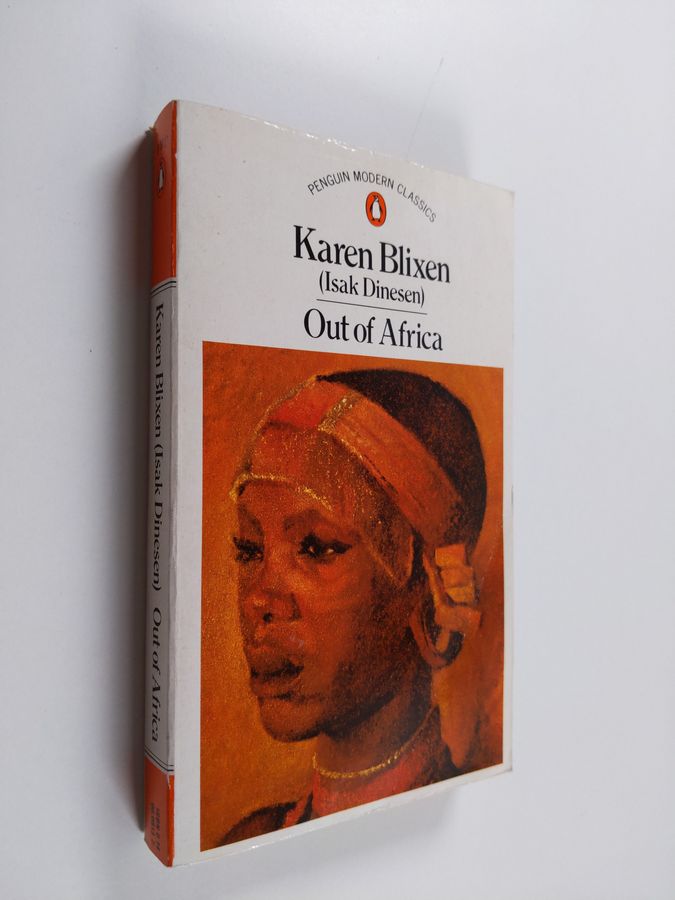 PENGUIN MODERN CLASSICS
Karen Blixen
(Isak Dinesen)
Out of Africa
Karen Blixen (Isak Dinesen) Out of Africa